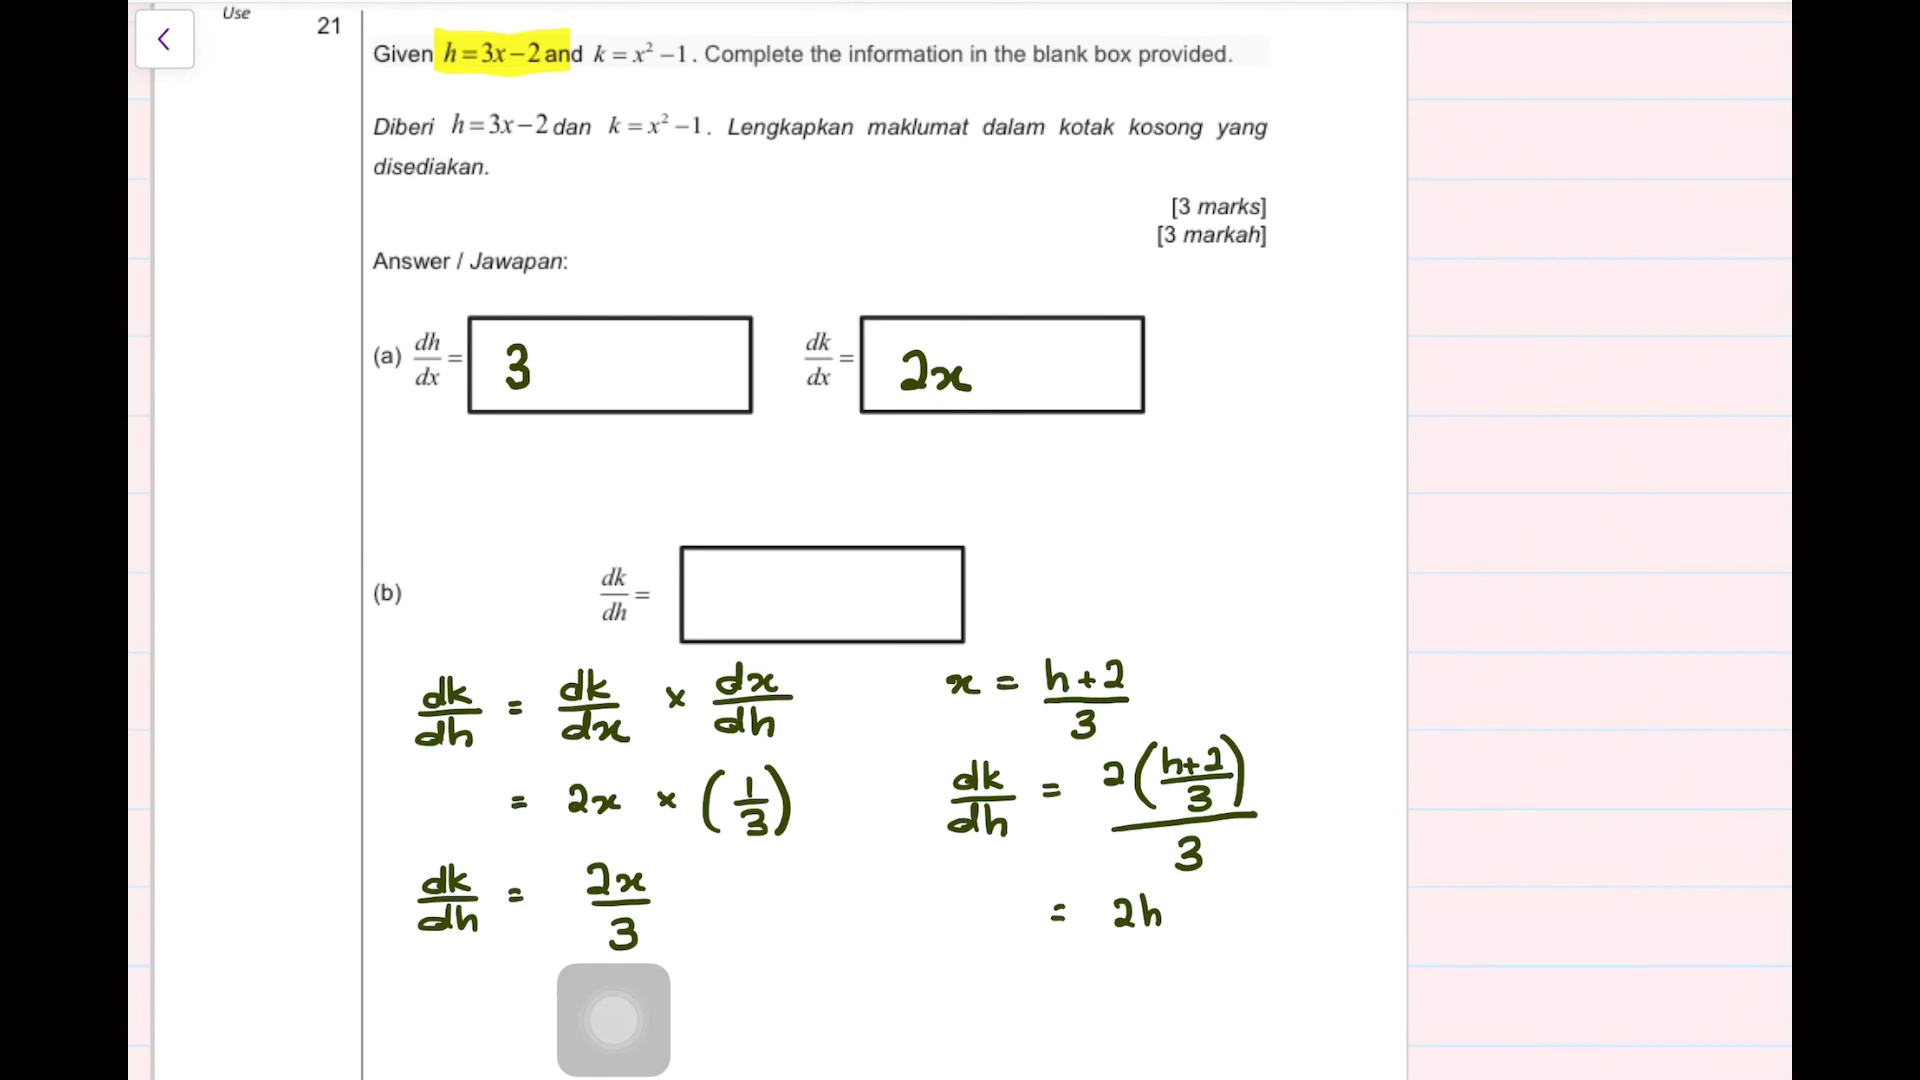 Use
21
Given h = 3x − 2 and k = x² − 1. Complete the information in the blank box provided.
Diberi h = 3x − 2 dan k = x² − 1. Lengkapkan maklumat dalam kotak kosong yang
disediakan.
[3 marks]
[3 markah]
Answer / Jawapan:
(a) dh/dx = 3 dk/dx = 2x
(b) dk/dh =
dk/dh = dk/dx × dx/dh
= 2x × (1/3)
dk/dh = 2x/3
x = h+2/3
dk/dh = 2(h+2/3)/3
= 2h